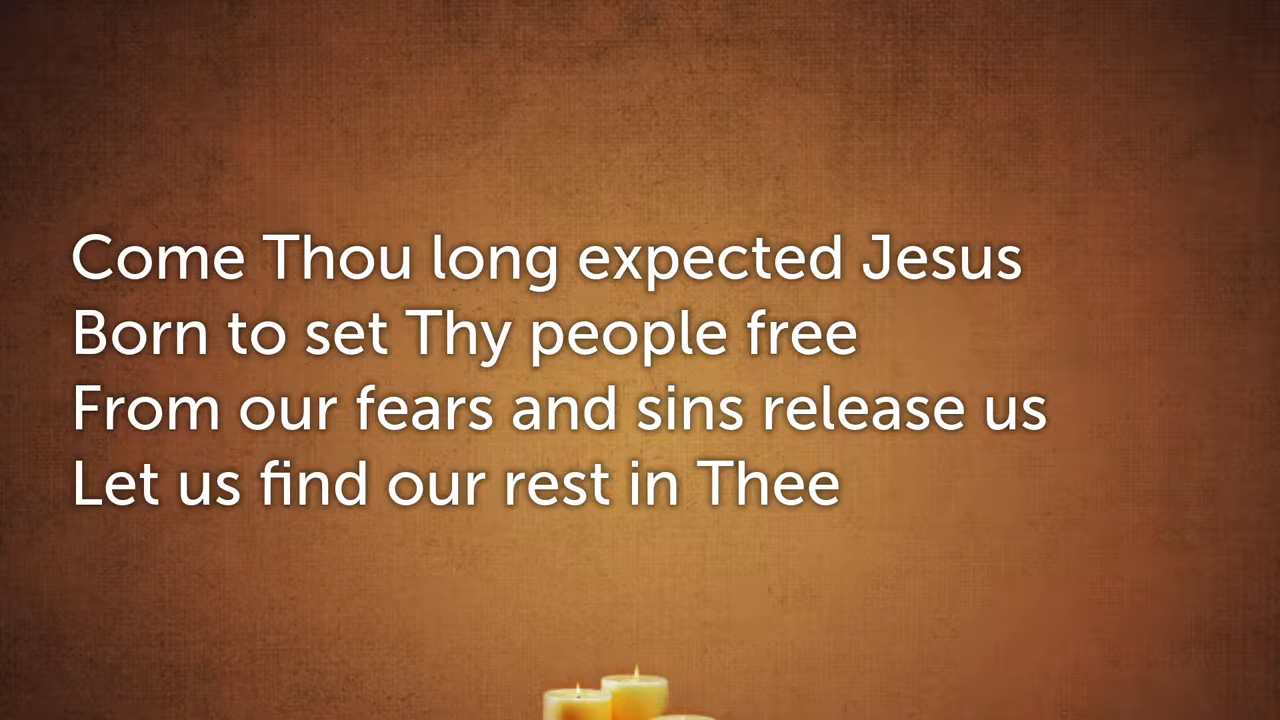 Come Thou long expected Jesus
Born to set Thy people free
From our fears and sins release us
Let us find our rest in Thee